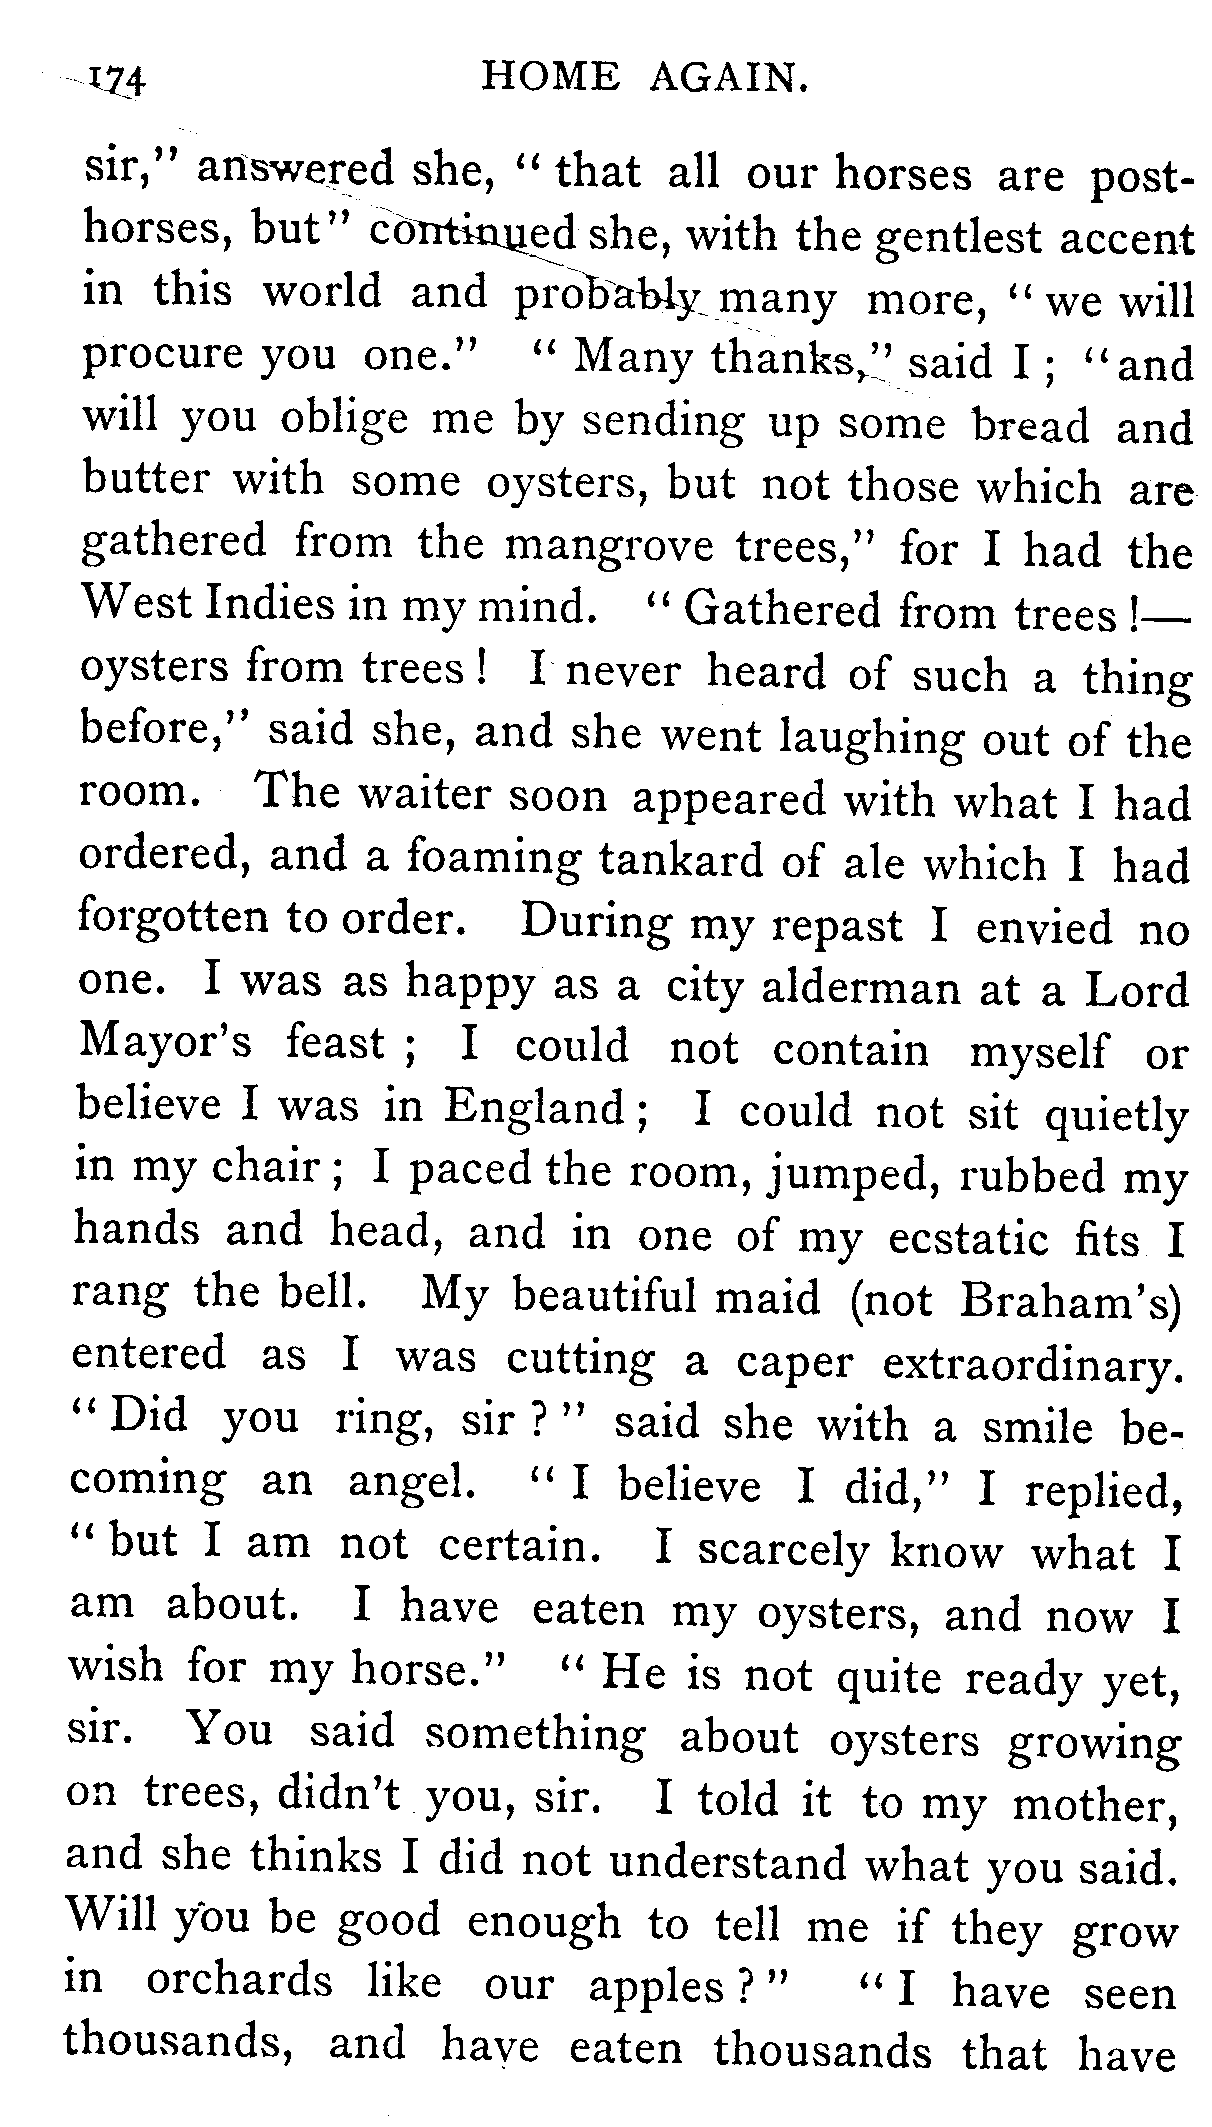 174 HOME AGAIN.
sir,” answered she, “ that all our horses are post-
horses, but” continued she, with the gentlest accent
in this world and probably many more, “ we will
procure you one.” “ Many thanks,” said I ; “and
will you oblige me by sending up some bread and
butter with some oysters, but not those which are
gathered from the mangrove trees,” for I had the
West Indies in my mind. “ Gathered from trees !—
oysters from trees ! I never heard of such a thing
before,” said she, and she went laughing out of the
room. The waiter soon appeared with what I had
ordered, and a foaming tankard of ale which I had
forgotten to order. During my repast I envied no
one. I was as happy as a city alderman at a Lord
Mayor’s feast ; I could not contain myself or
believe I was in England ; I could not sit quietly
in my chair ; I paced the room, jumped, rubbed my
hands and head, and in one of my ecstatic fits I
rang the bell. My beautiful maid (not Braham’s)
entered as I was cutting a caper extraordinary.
“ Did you ring, sir ? ” said she with a smile be-
coming an angel. “ I believe I did,” I replied,
“ but I am not certain. I scarcely know what I
am about. I have eaten my oysters, and now I
wish for my horse.” “ He is not quite ready yet,
sir. You said something about oysters growing
on trees, didn’t you, sir. I told it to my mother,
and she thinks I did not understand what you said.
Will you be good enough to tell me if they grow
in orchards like our apples ? ” “ I have seen
thousands, and have eaten thousands that have